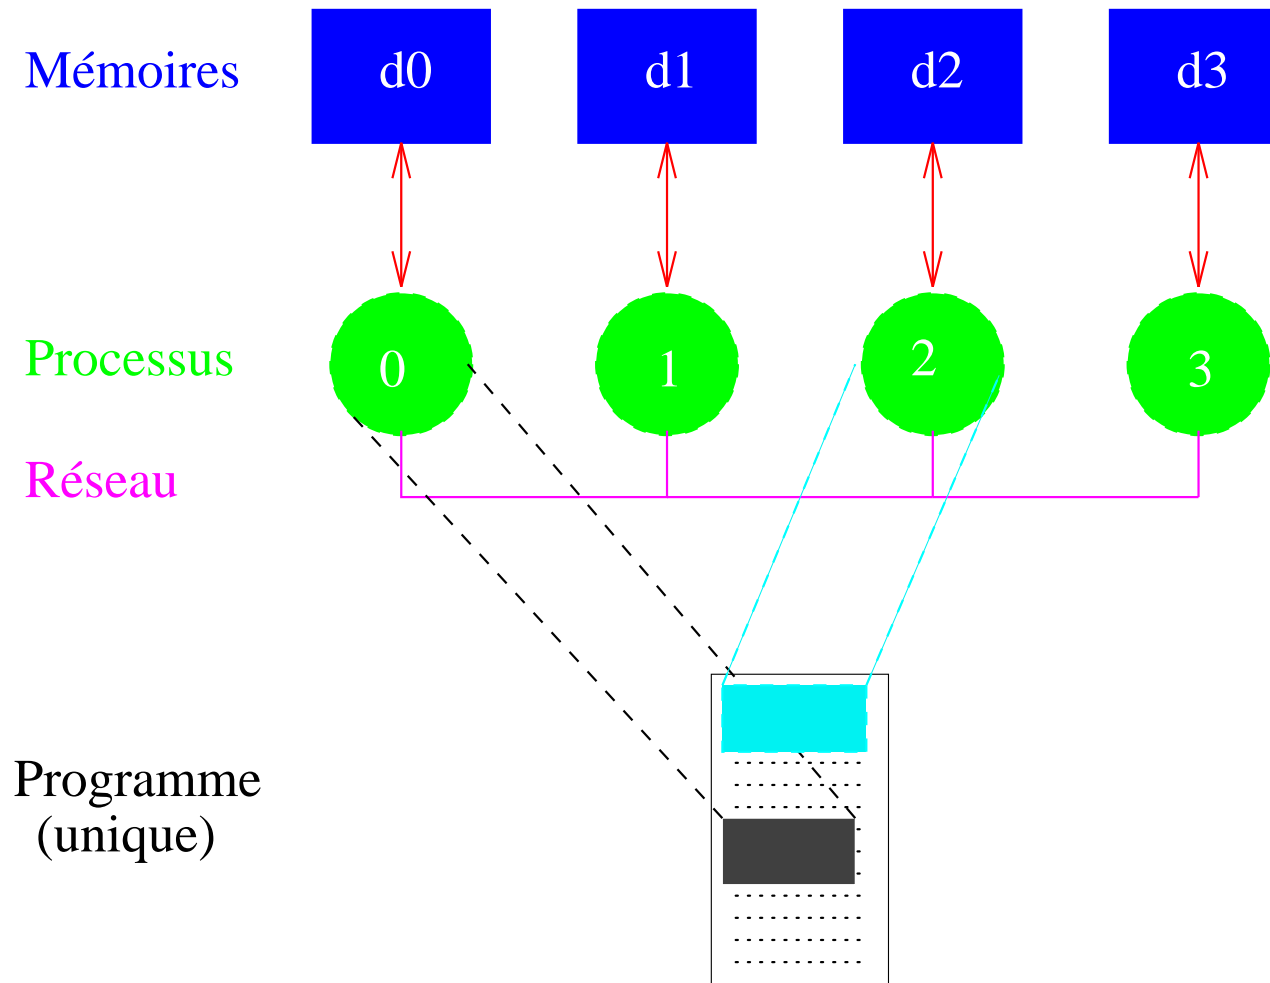 Mémoires d0 d1 d2 d3
Processus 0 1 2 3
Réseau
Programme
(unique)